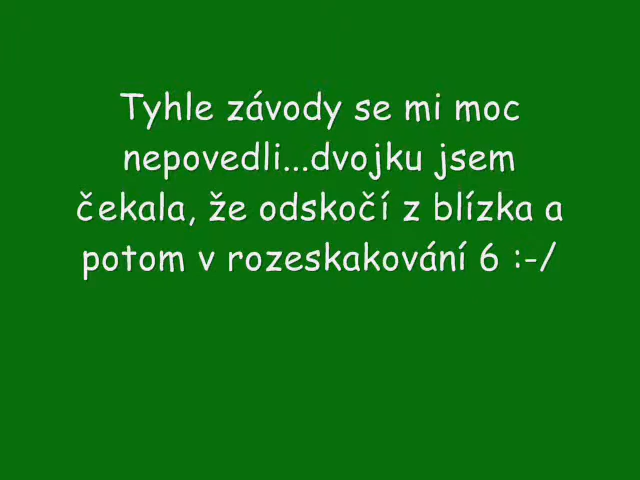 Tyhle závody se mi moc
nepovedli...dvojku jsem
čekala, že odskočí z blízka a
potom v rozeskakování 6 :-/